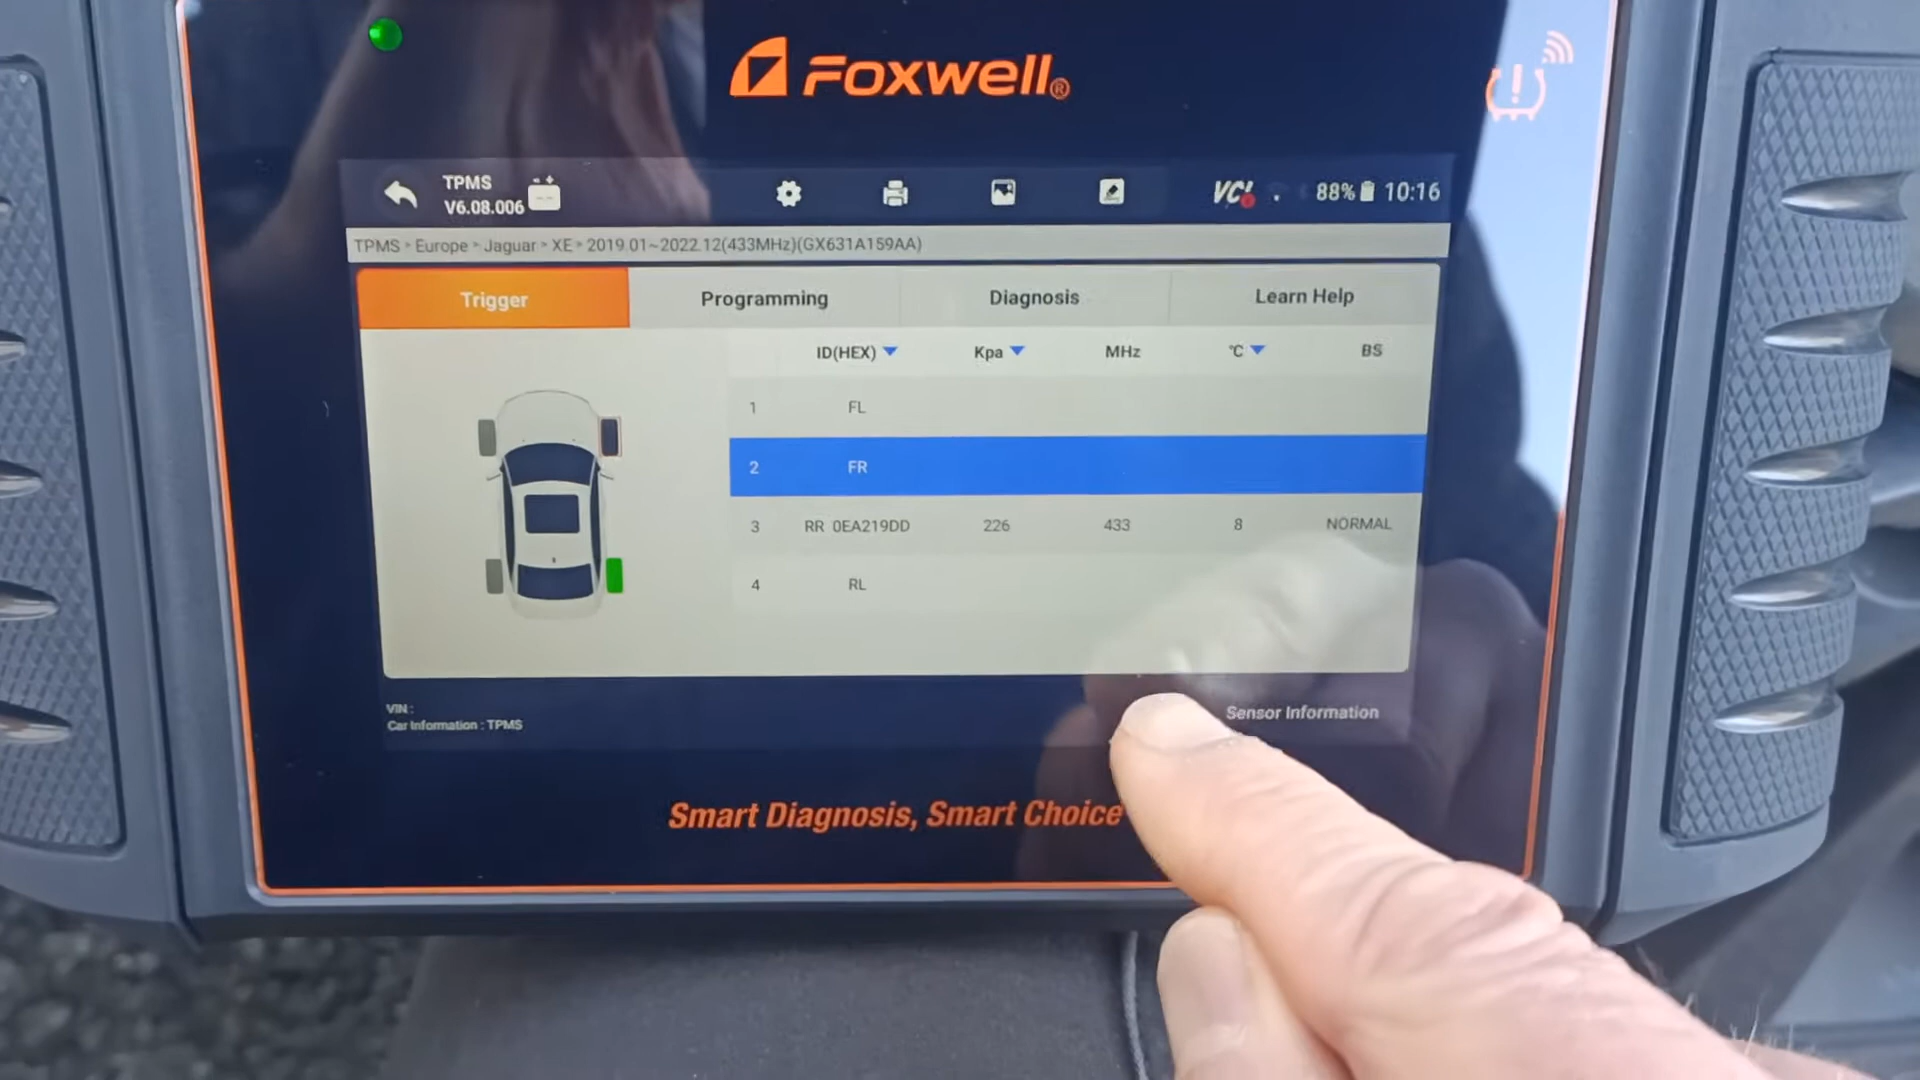 Foxwell®
TPMS
V6.08.006
VCI
88%
10:16
TPMS > Europe > Jaguar > XE > 2019.01~2022.12(433MHz)(GX631A159AA)
Trigger
Programming
Diagnosis
Learn Help
ID(HEX)
Kpa
MHz
℃
BS
1 FL
2 FR
3 RR 0EA219DD 226 433 8 NORMAL
4 RL
VIN :
Car Information : TPMS
Sensor Information
Smart Diagnosis, Smart Choice